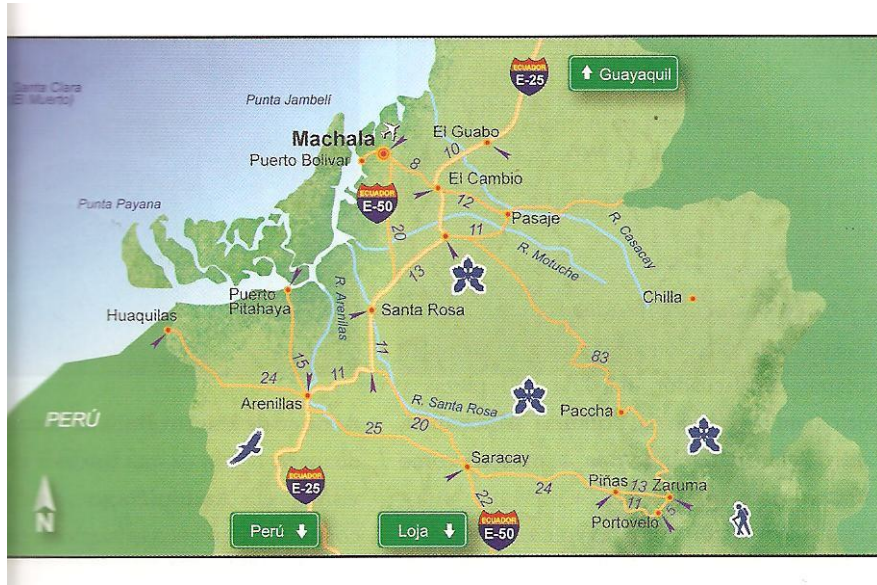 Santa Clara
(El Muerto)
Punta Jambelí
ECUADOR
E-25
Guayaquil
Machala
El Guabo
10
Puerto Bolivar
8
El Cambio
ECUADOR
E-50
12
Punta Payana
Pasaje
20
11
R. Casacay
R. Motuche
13
Puerto
Pitahaya
R. Arenilas
Chilla
Huaquilas
Santa Rosa
11
15
83
24
11
Arenillas
R. Santa Rosa
Paccha
PERÚ
25
20
Saracay
ECUADOR
E-25
24
Piñas
13
Zaruma
22
11
5
Portovelo
N
Perú
Loja
ECUADOR
E-50